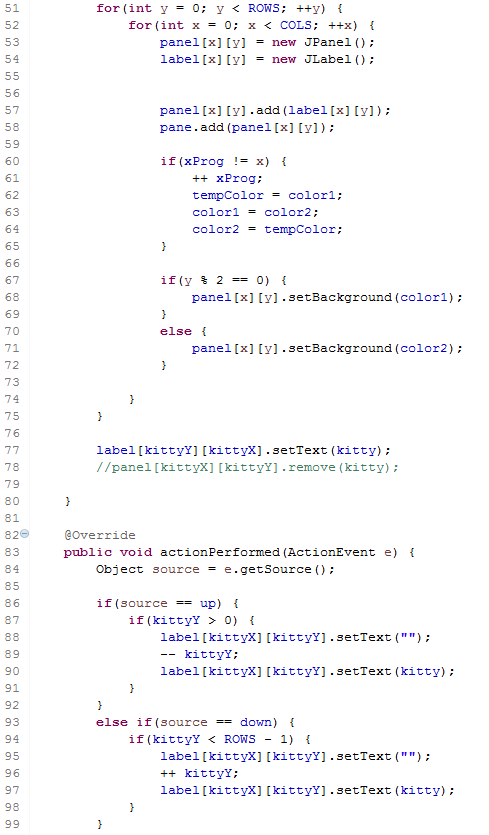 51 for(int y = 0; y < ROWS; ++y) {
52 for(int x = 0; x < COLS; ++x) {
53 panel[x][y] = new JPanel();
54 label[x][y] = new JLabel();
55
56
57 panel[x][y].add(label[x][y]);
58 pane.add(panel[x][y]);
59
60 if(xProg != x) {
61 ++ xProg;
62 tempColor = color1;
63 color1 = color2;
64 color2 = tempColor;
65 }
66
67 if(y % 2 == 0) {
68 panel[x][y].setBackground(color1);
69 }
70 else {
71 panel[x][y].setBackground(color2);
72 }
73
74 }
75 }
76
77 label[kittyY][kittyX].setText(kitty);
78 //panel[kittyX][kittyY].remove(kitty);
79
80 }
81
82 @Override
83 public void actionPerformed(ActionEvent e) {
84 Object source = e.getSource();
85
86 if(source == up) {
87 if(kittyY > 0) {
88 label[kittyX][kittyY].setText("");
89 -- kittyY;
90 label[kittyX][kittyY].setText(kitty);
91 }
92 }
93 else if(source == down) {
94 if(kittyY < ROWS - 1) {
95 label[kittyX][kittyY].setText("");
96 ++ kittyY;
97 label[kittyX][kittyY].setText(kitty);
98 }
99 }